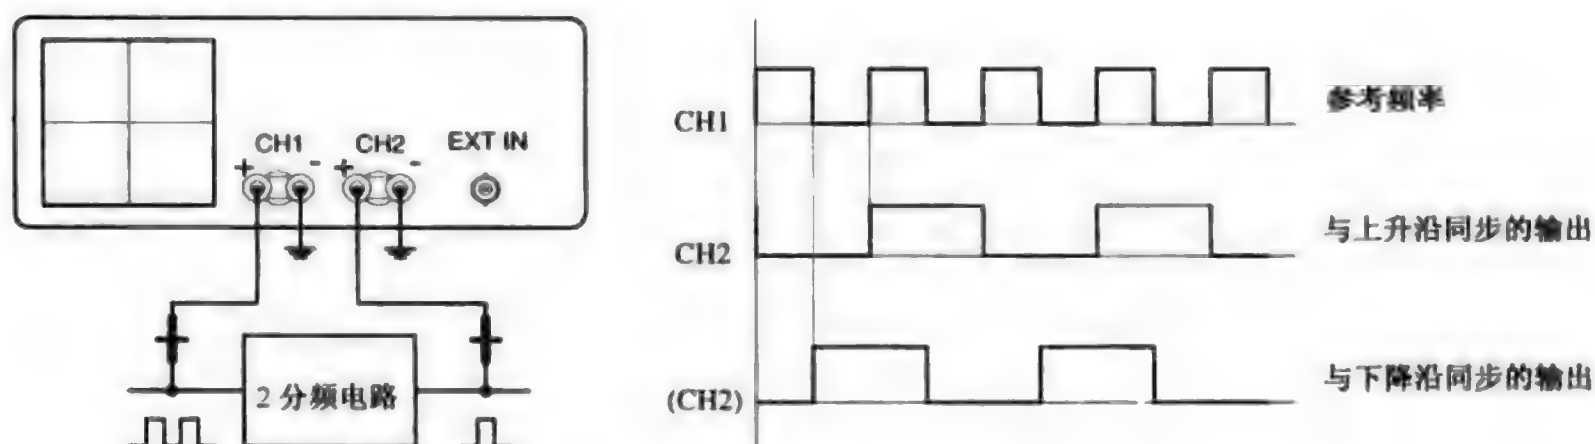 CH1
CH2
EXT IN
+
-
+
-
2分频电路
CH1
参考频率
CH2
与上升沿同步的输出
(CH2)
与下降沿同步的输出